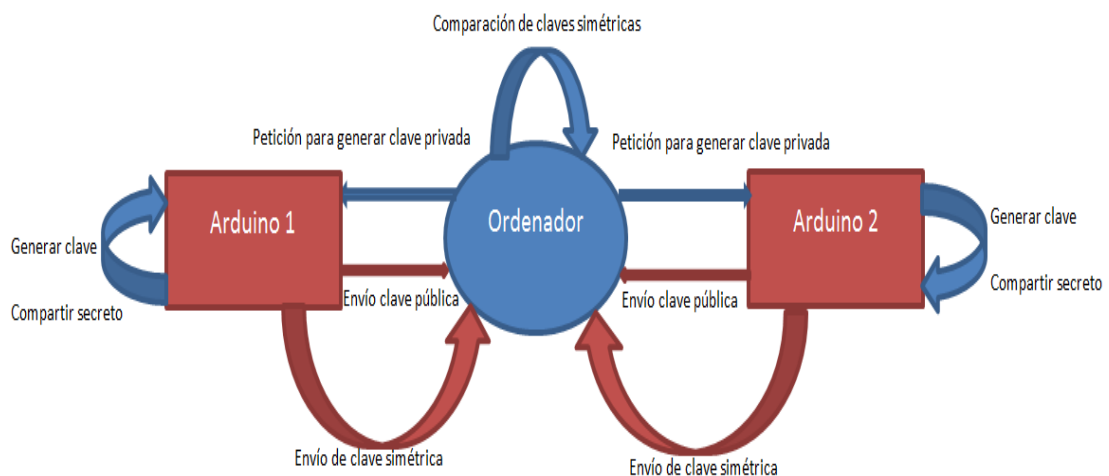 Comparación de claves simétricas
Petición para generar clave privada
Petición para generar clave privada
Arduino 1
Ordenador
Arduino 2
Generar clave
Generar clave
Compartir secreto
Envío clave pública
Envío clave pública
Compartir secreto
Envío de clave simétrica
Envío de clave simétrica